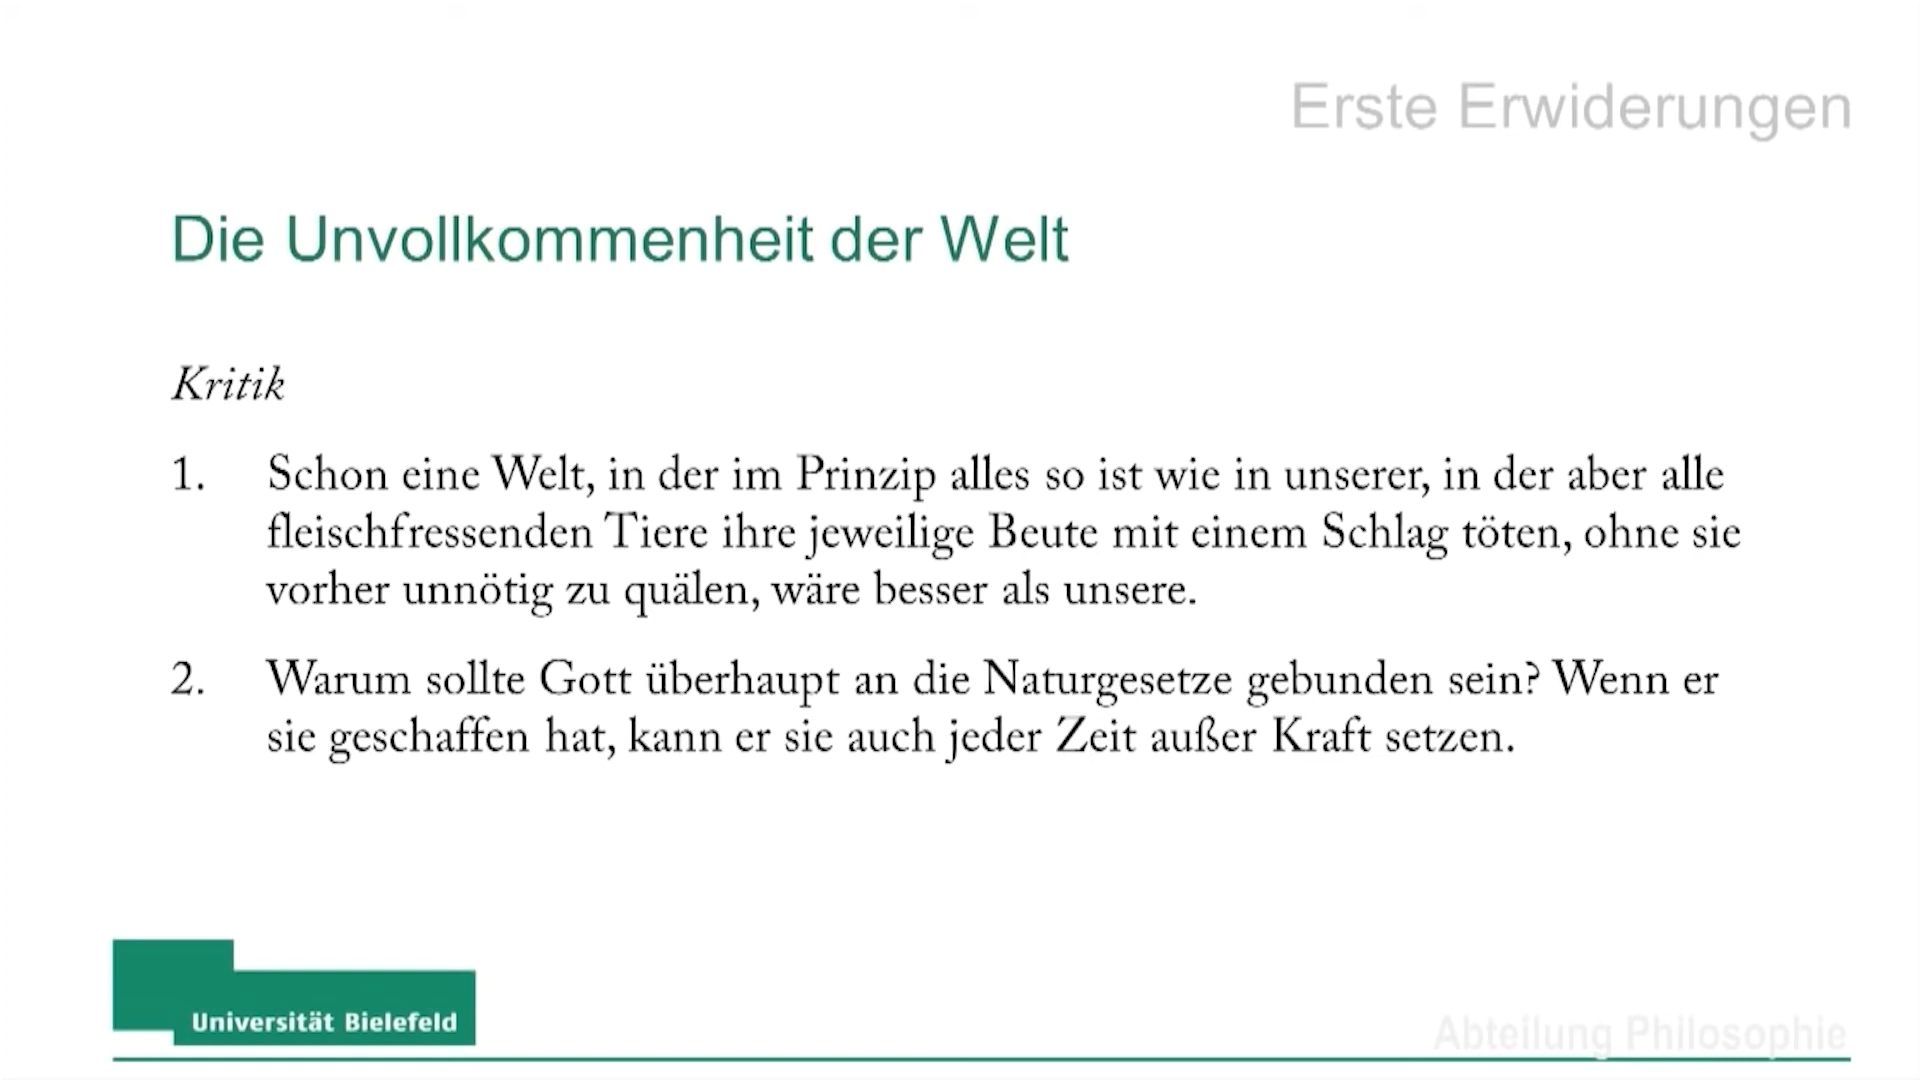 Erste Erwiderungen
Die Unvollkommenheit der Welt
Kritik
1. Schon eine Welt, in der im Prinzip alles so ist wie in unserer, in der aber alle
fleischfressenden Tiere ihre jeweilige Beute mit einem Schlag töten, ohne sie
vorher unnötig zu quälen, wäre besser als unsere.
2. Warum sollte Gott überhaupt an die Naturgesetze gebunden sein? Wenn er
sie geschaffen hat, kann er sie auch jeder Zeit außer Kraft setzen.
Universität Bielefeld
Abteilung Philosophie